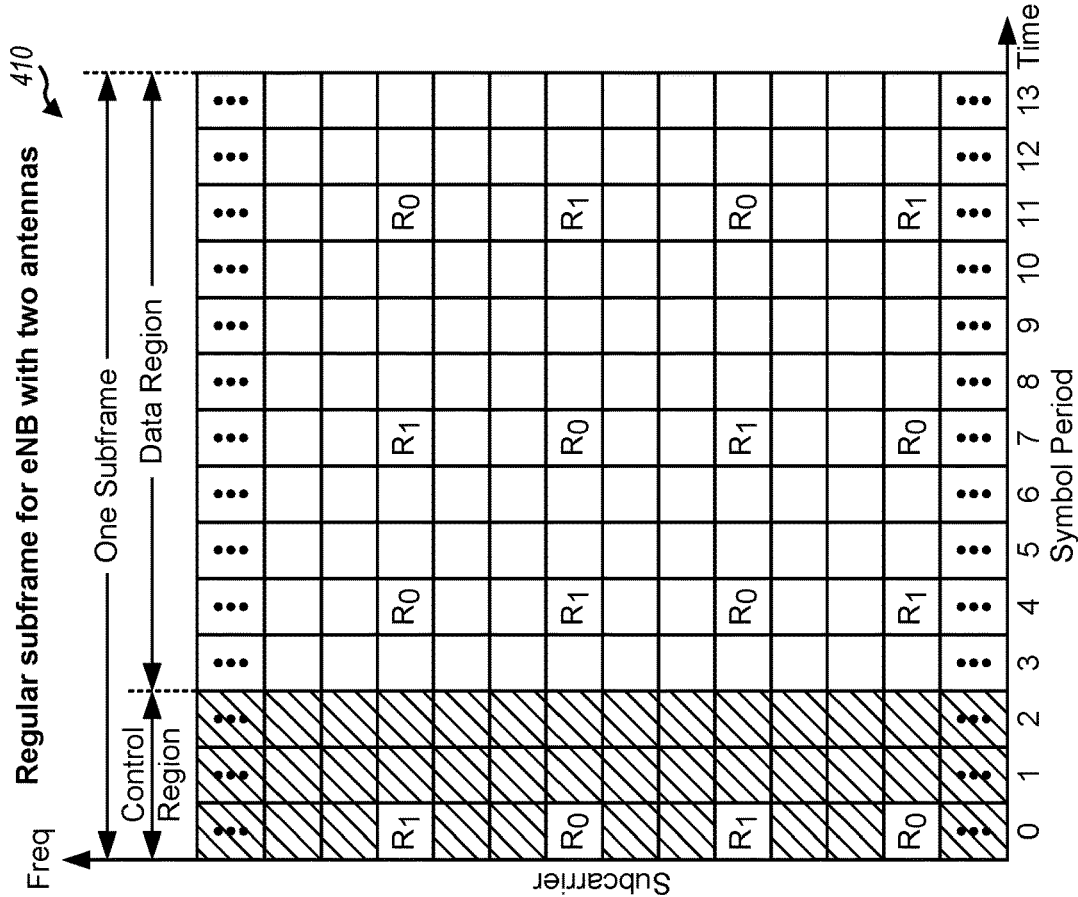 Regular subframe for eNB with two antennas
410
One Subframe
Control
Region
Data Region
Freq
Subcarrier
••• ••• ••• ••• ••• ••• ••• ••• ••• ••• ••• ••• ••• •••
R1 R0 R1 R0
R0 R1 R0 R1
R1 R0 R1 R0
R0 R1 R0 R1
••• ••• ••• ••• ••• ••• ••• ••• ••• ••• ••• ••• ••• •••
0 1 2 3 4 5 6 7 8 9 10 11 12 13
Time
Symbol Period